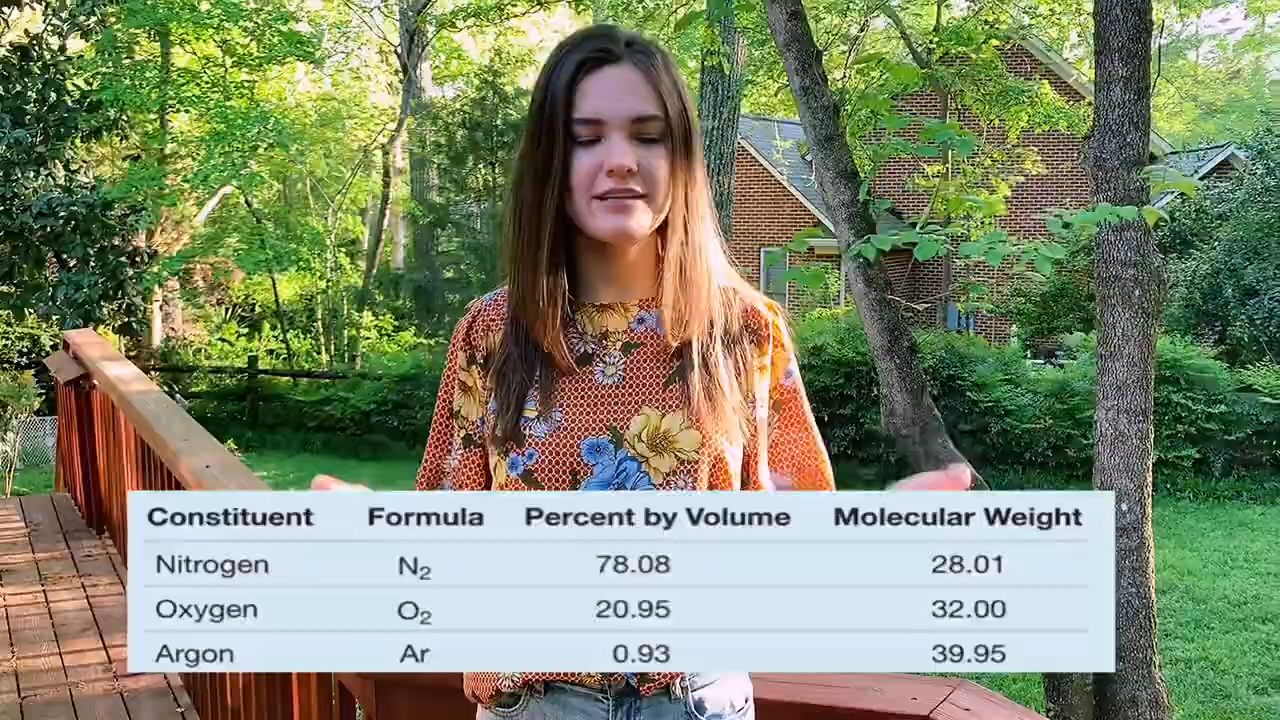 Constituent Formula Percent by Volume Molecular Weight
Nitrogen N₂ 78.08 28.01
Oxygen O₂ 20.95 32.00
Argon Ar 0.93 39.95